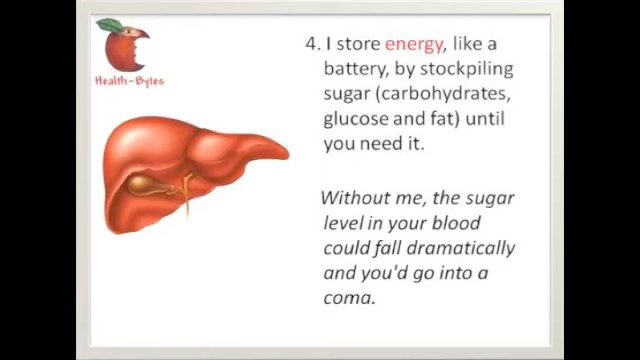 Health-Bytes
4. I store energy, like a
battery, by stockpiling
sugar (carbohydrates,
glucose and fat) until
you need it.
Without me, the sugar
level in your blood
could fall dramatically
and you'd go into a
coma.